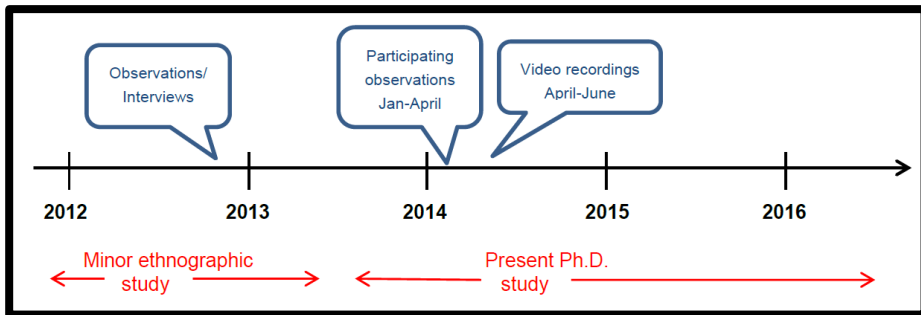 Observations/
Interviews
Participating
observations
Jan-April
Video recordings
April-June
2012
2013
2014
2015
2016
Minor ethnographic
study
Present Ph.D.
study